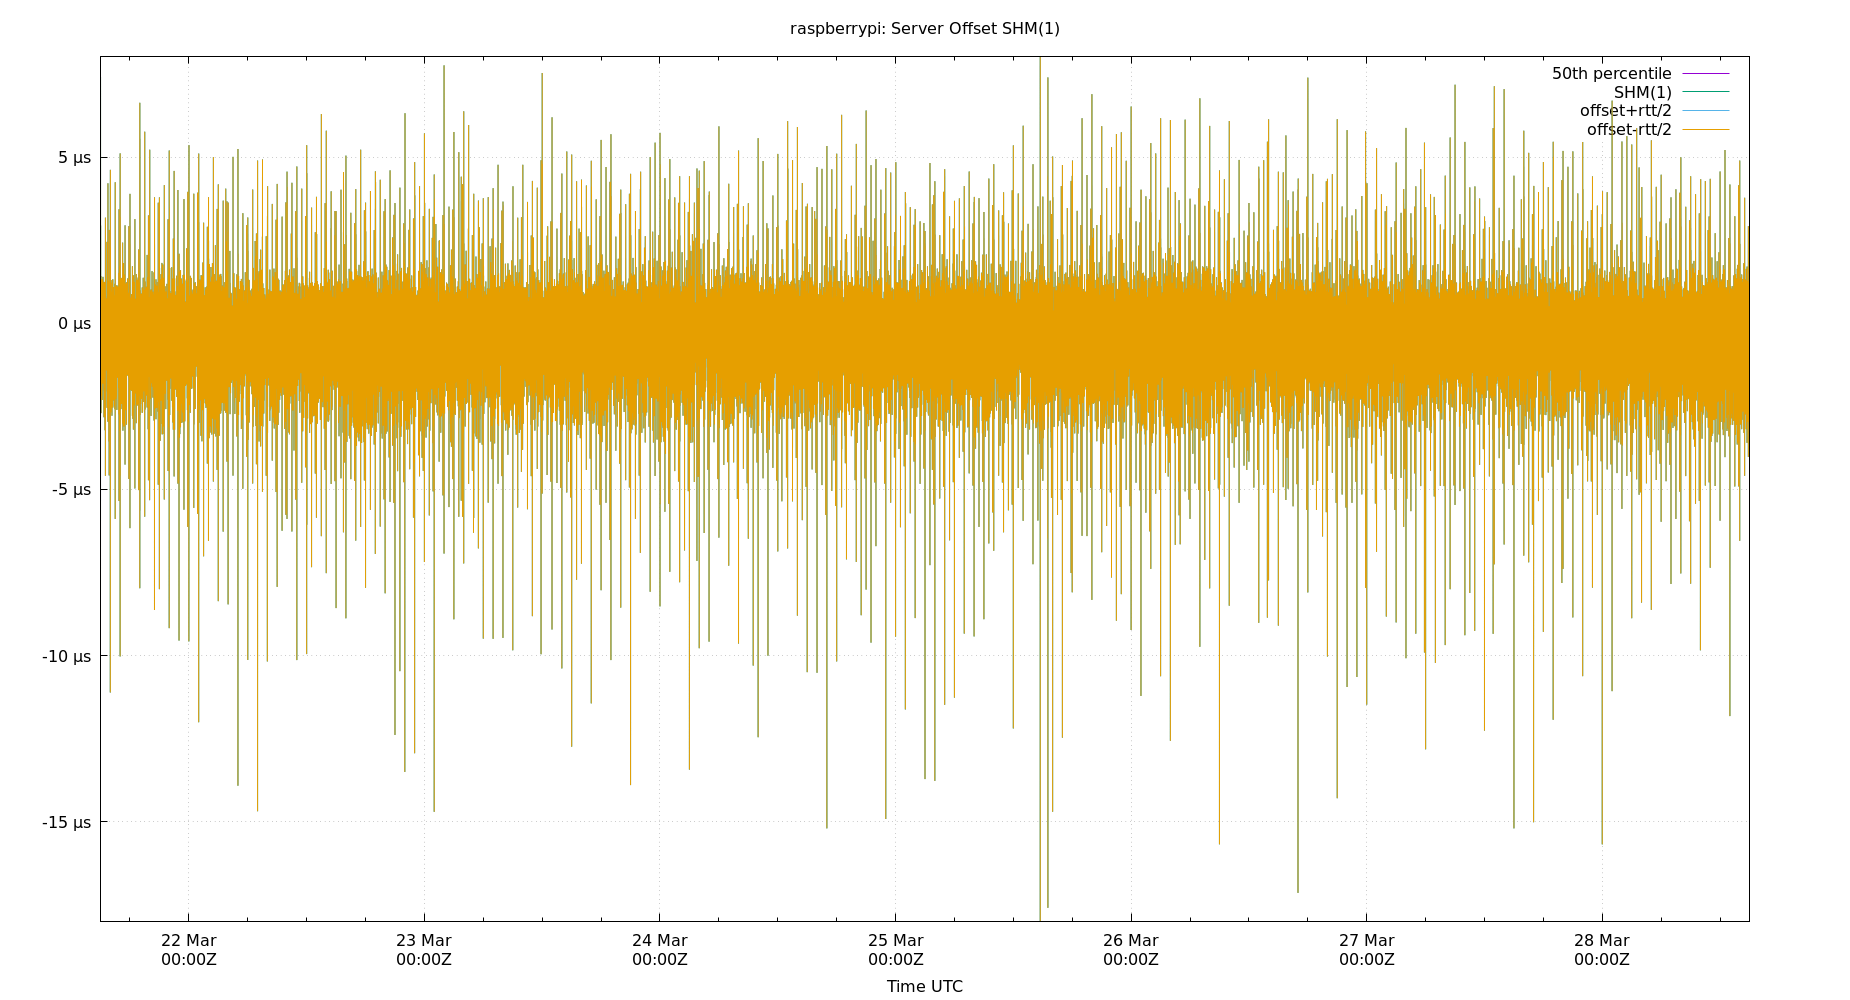 raspberrypi: Server Offset SHM(1)
50th percentile
SHM(1)
offset+rtt/2
offset-rtt/2
5 µs
0 µs
-5 µs
-10 µs
-15 µs
22 Mar 23 Mar 24 Mar 25 Mar 26 Mar 27 Mar 28 Mar
00:00Z 00:00Z 00:00Z 00:00Z 00:00Z 00:00Z 00:00Z
Time UTC